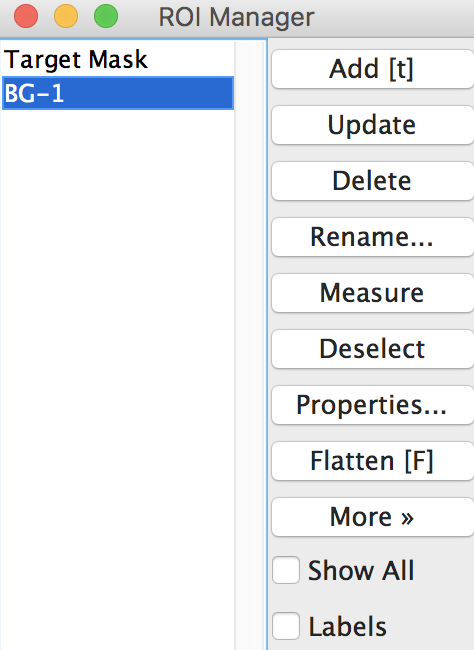 ROI Manager
Target Mask
BG-1
Add [t]
Update
Delete
Rename...
Measure
Deselect
Properties...
Flatten [F]
More »
Show All
Labels